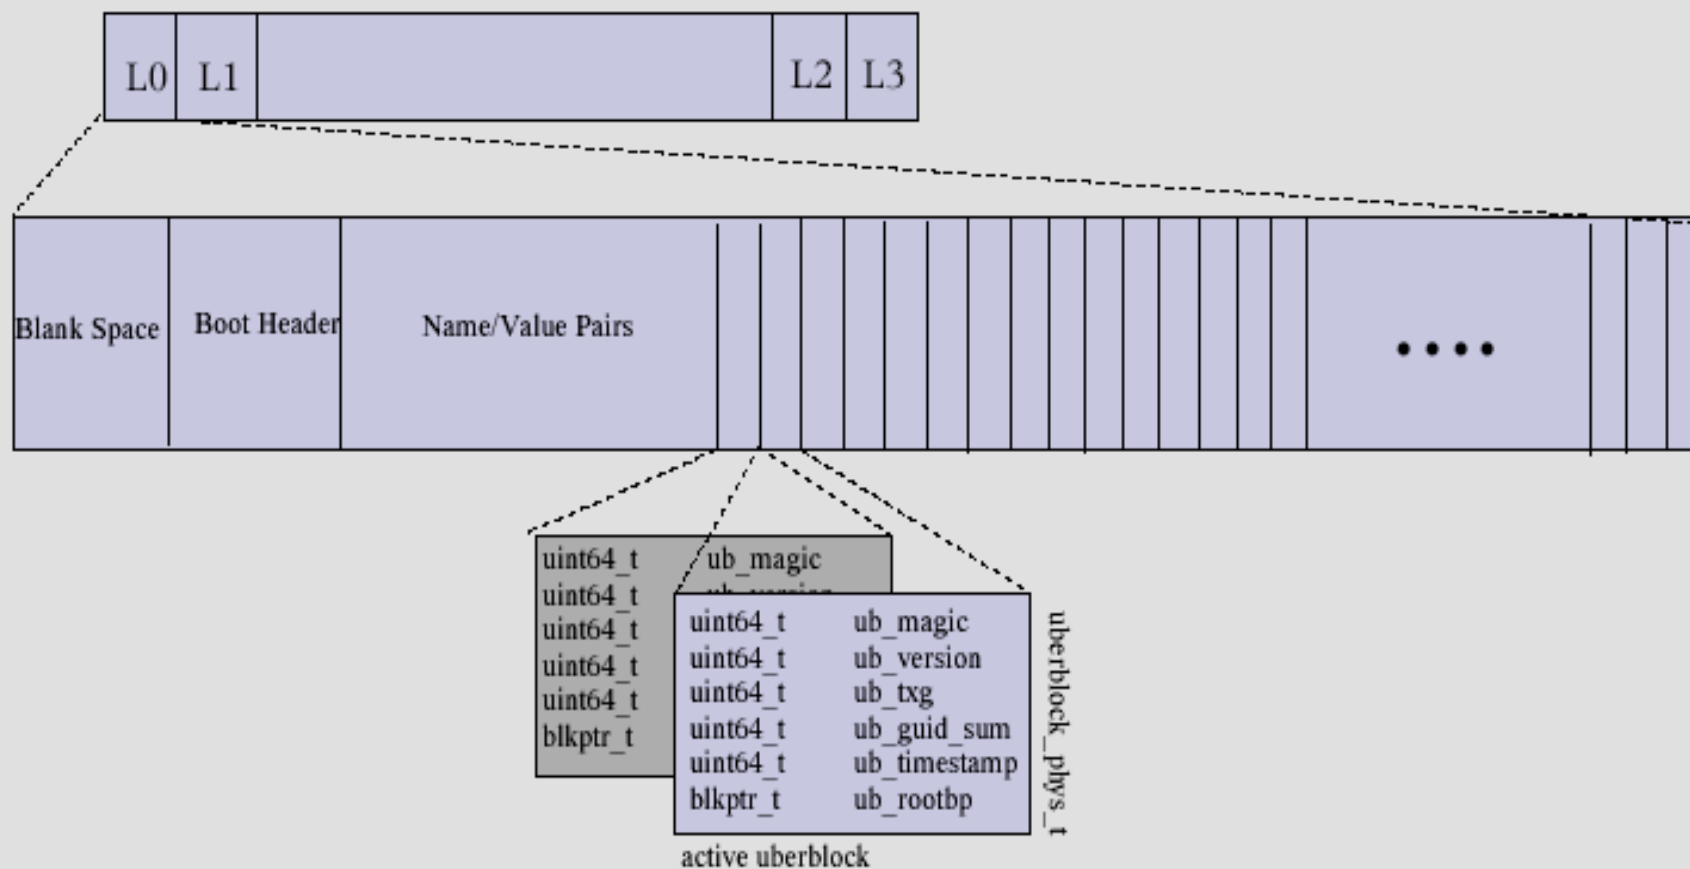 L0 L1 L2 L3
Blank Space Boot Header Name/Value Pairs
uint64_t ub_magic
uint64_t
uint64_t
uint64_t
uint64_t
blkptr_t
uint64_t ub_magic
uint64_t ub_version
uint64_t ub_txg
uint64_t ub_guid_sum
uint64_t ub_timestamp
blkptr_t ub_rootbp
uberblock_phys_t
active uberblock